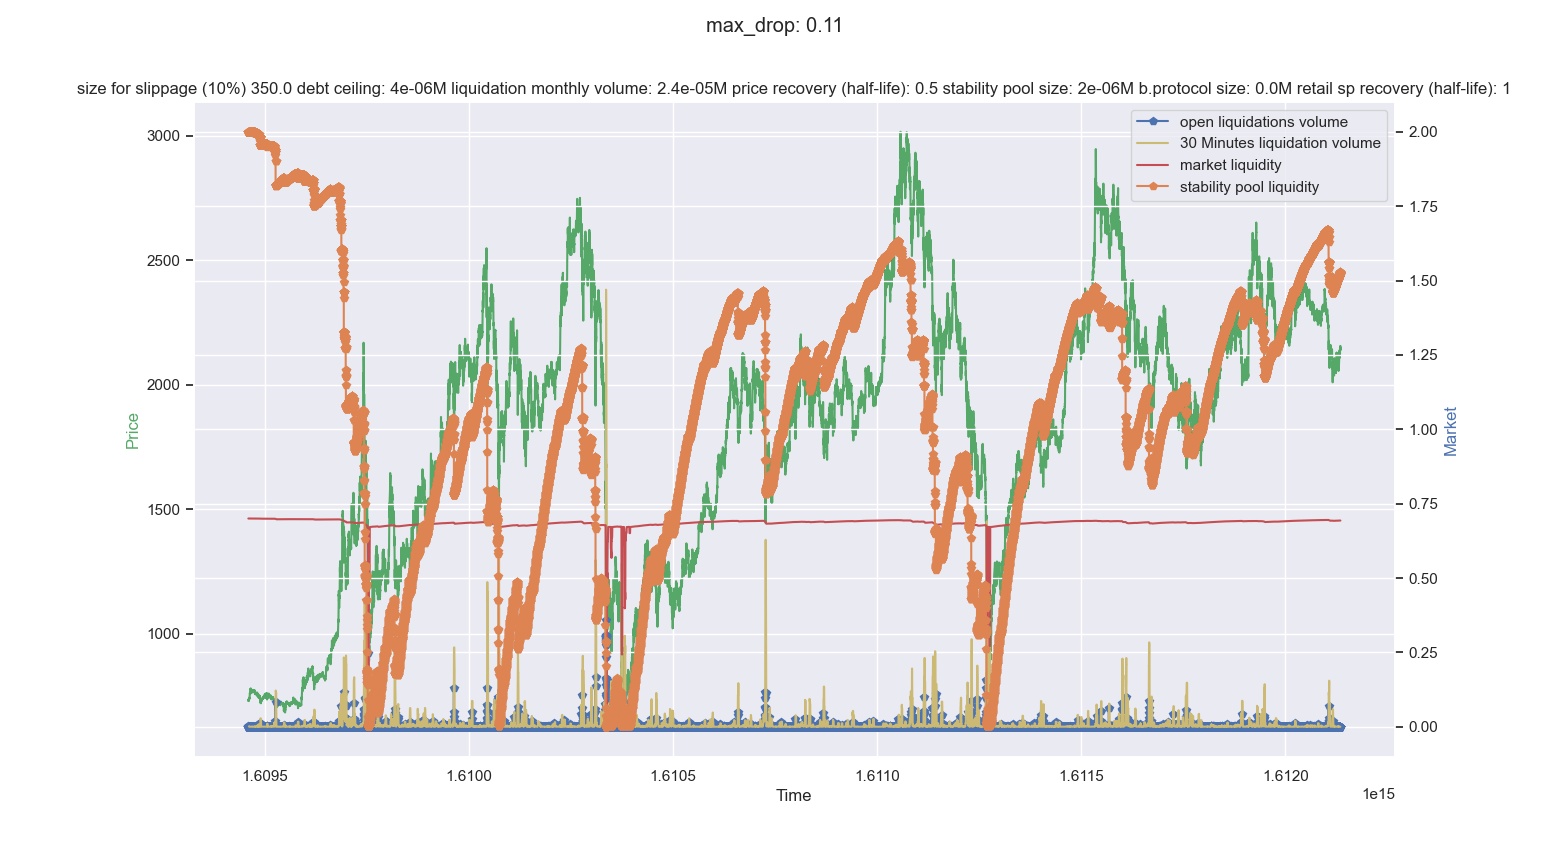 max_drop: 0.11
size for slippage (10%) 350.0 debt ceiling: 4e-06M liquidation monthly volume: 2.4e-05M price recovery (half-life): 0.5 stability pool size: 2e-06M b.protocol size: 0.0M retail sp recovery (half-life): 1
open liquidations volume
30 Minutes liquidation volume
market liquidity
stability pool liquidity
3000
2500
2000
1500
1000
Price
2.00
1.75
1.50
1.25
1.00
0.75
0.50
0.25
0.00
Market
1.6095
1.6100
1.6105
1.6110
1.6115
1.6120
1e15
Time